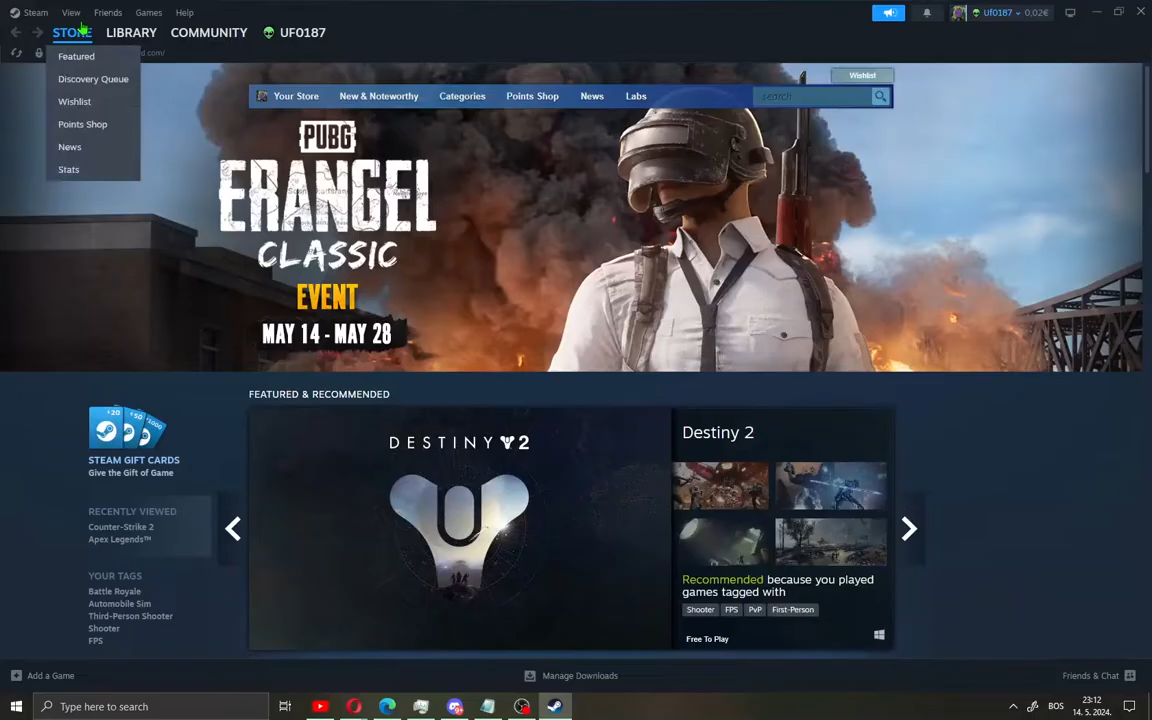 Steam View Friends Games Help
Uf0187 0,02€
STORE LIBRARY COMMUNITY UF0187
d.com/
Featured
Discovery Queue
Wishlist
Points Shop
News
Stats
Wishlist
Your Store New & Noteworthy Categories Points Shop News Labs search
PUBG
ERANGEL
CLASSIC
EVENT
MAY 14 - MAY 28
FEATURED & RECOMMENDED
STEAM GIFT CARDS
Give the Gift of Game
RECENTLY VIEWED
Counter-Strike 2
Apex Legends™
YOUR TAGS
Battle Royale
Automobile Sim
Third-Person Shooter
Shooter
FPS
DESTINY 2
Destiny 2
Recommended because you played
games tagged with
Shooter FPS PvP First-Person
Free To Play
Add a Game Manage Downloads Friends & Chat
Type here to search
BOS
23:12
14. 5. 2024.